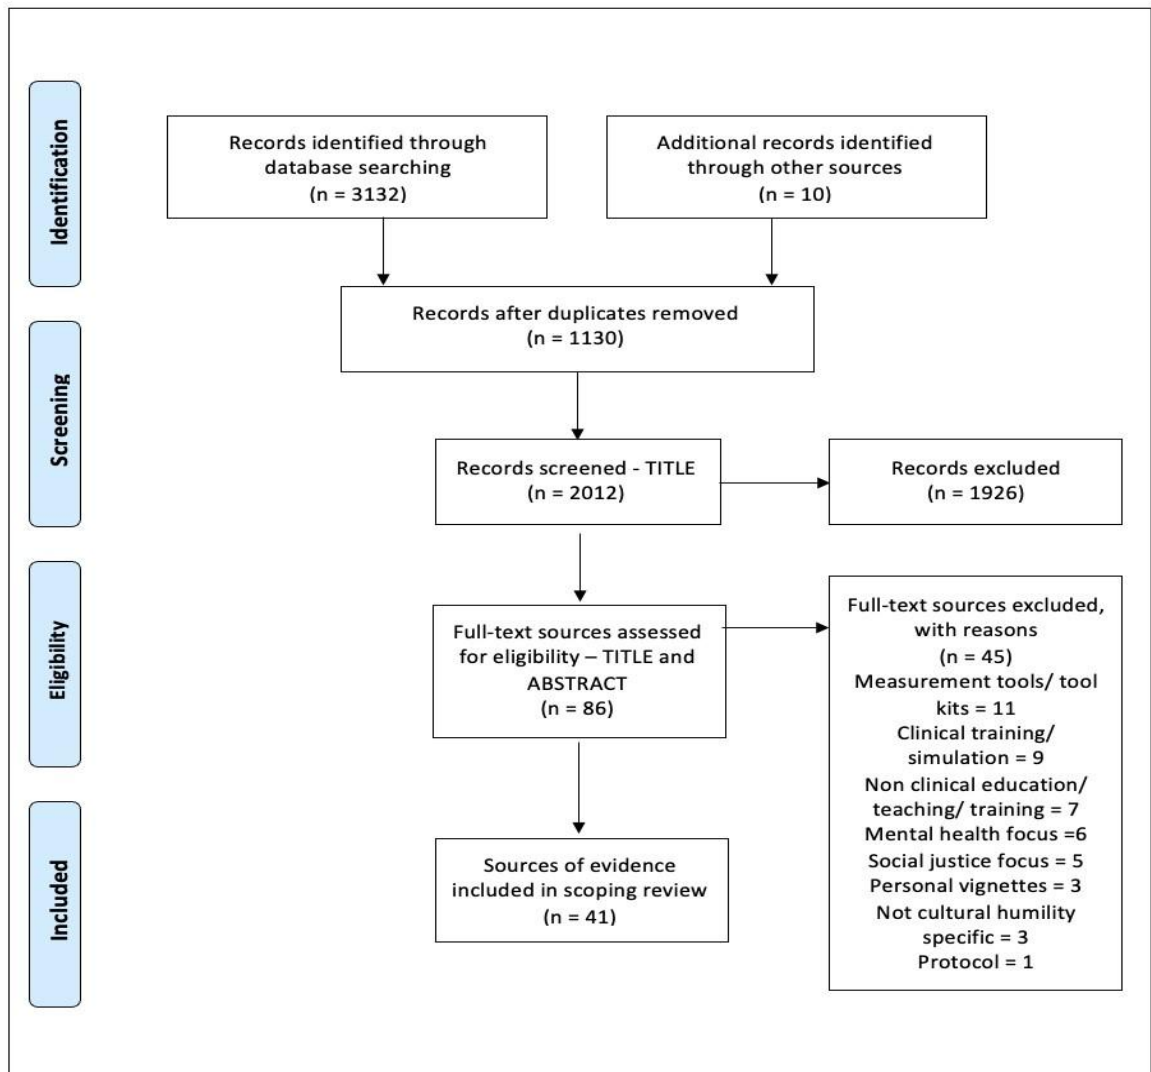 Identification
Records identified through
database searching
(n = 3132)
Additional records identified
through other sources
(n = 10)
Records after duplicates removed
(n = 1130)
Screening
Records screened - TITLE
(n = 2012)
Records excluded
(n = 1926)
Eligibility
Full-text sources assessed
for eligibility – TITLE and
ABSTRACT
(n = 86)
Full-text sources excluded,
with reasons
(n = 45)
Measurement tools/ tool
kits = 11
Clinical training/
simulation = 9
Non clinical education/
teaching/ training = 7
Mental health focus =6
Social justice focus = 5
Personal vignettes = 3
Not cultural humility
specific = 3
Protocol = 1
Included
Sources of evidence
included in scoping review
(n = 41)